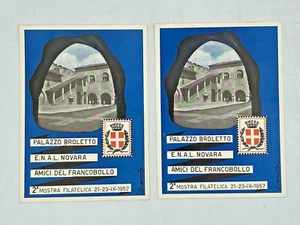 PALAZZO BROLETTO
E.N.A.L. NOVARA
AMICI DEL FRANCOBOLLO
2ª MOSTRA FILATELICA 21-23-IX-1957
PALAZZO BROLETTO
E.N.A.L. NOVARA
AMICI DEL FRANCOBOLLO
2ª MOSTRA FILATELICA 21-23-IX-1957